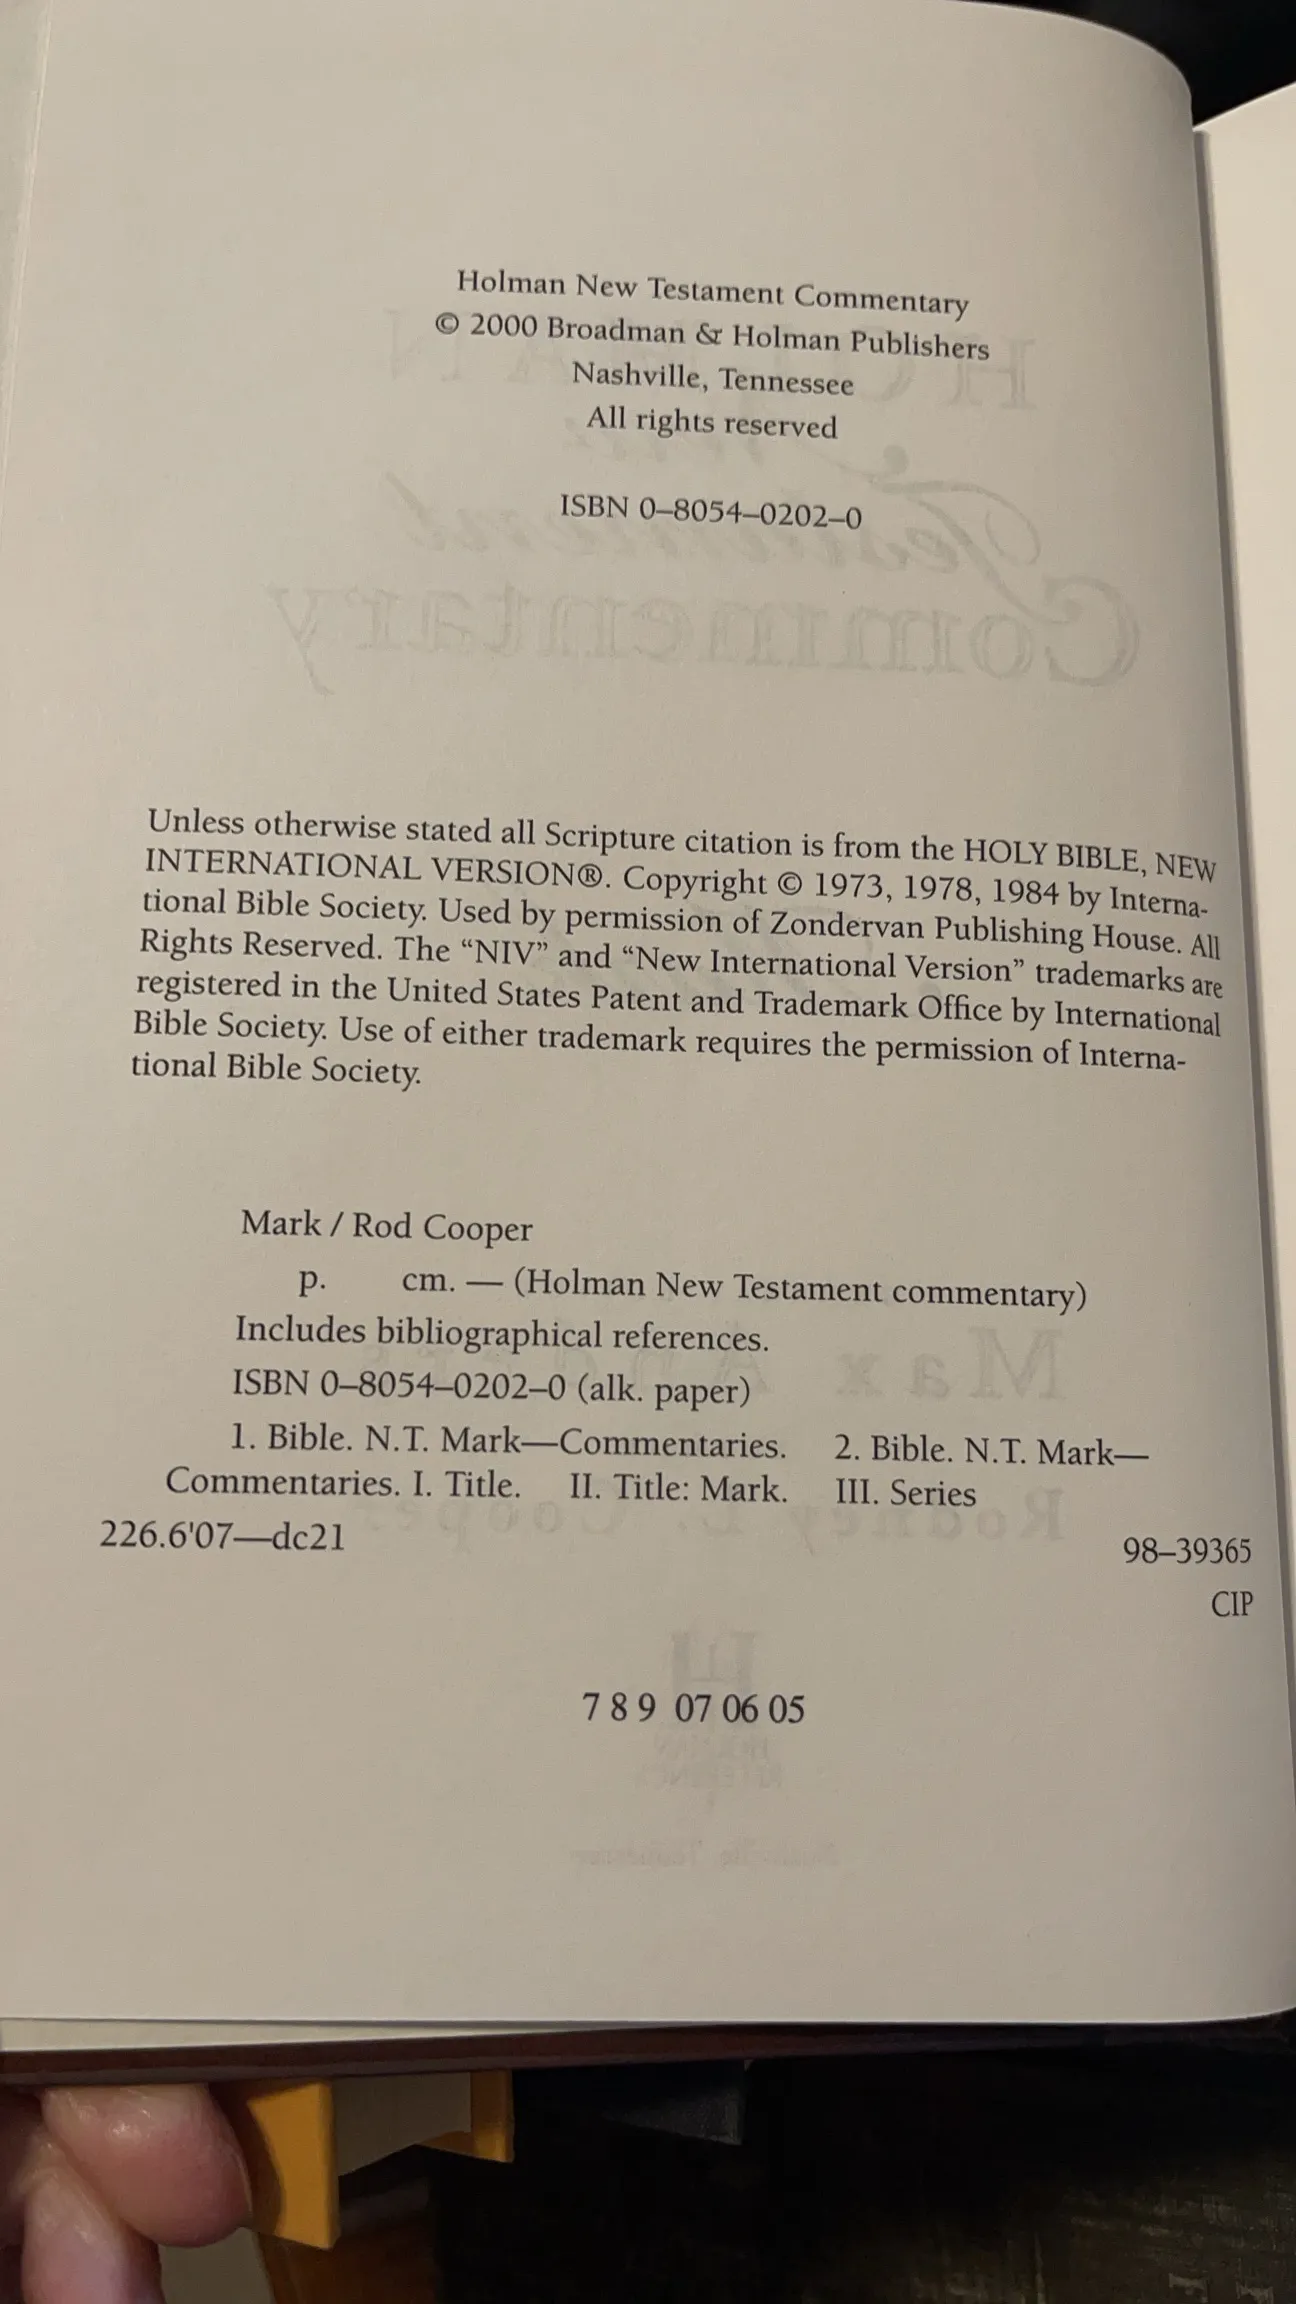 Holman New Testament Commentary
© 2000 Broadman & Holman Publishers
Nashville, Tennessee
All rights reserved
ISBN 0–8054–0202–0
Unless otherwise stated all Scripture citation is from the HOLY BIBLE, NEW
INTERNATIONAL VERSION®. Copyright © 1973, 1978, 1984 by Interna-
tional Bible Society. Used by permission of Zondervan Publishing House. All
Rights Reserved. The “NIV” and “New International Version” trademarks are
registered in the United States Patent and Trademark Office by International
Bible Society. Use of either trademark requires the permission of Interna-
tional Bible Society.
Mark / Rod Cooper
p. cm. — (Holman New Testament commentary)
Includes bibliographical references.
ISBN 0–8054–0202–0 (alk. paper)
1. Bible. N.T. Mark—Commentaries. 2. Bible. N.T. Mark—
Commentaries. I. Title. II. Title: Mark. III. Series
226.6'07—dc21
98–39365
CIP
7 8 9 07 06 05